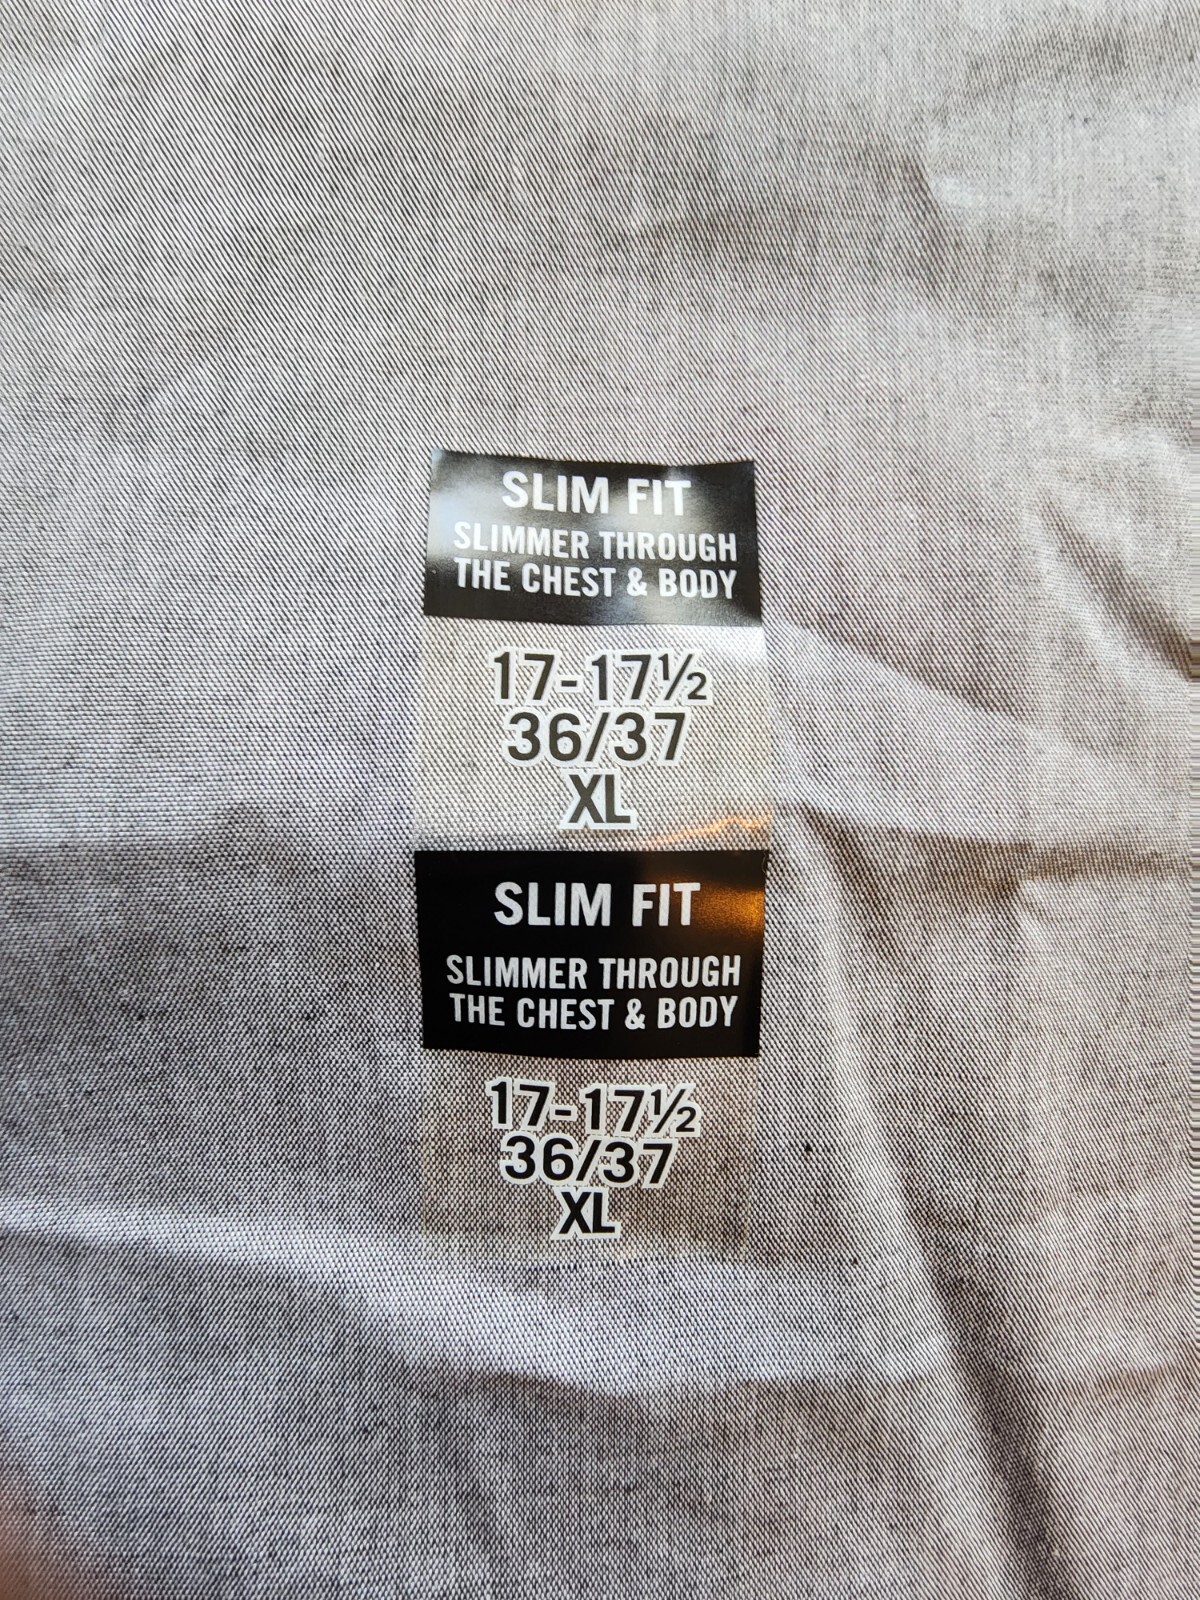 SLIM FIT
SLIMMER THROUGH
THE CHEST & BODY
17-17½
36/37
XL
SLIM FIT
SLIMMER THROUGH
THE CHEST & BODY
17-17½
36/37
XL